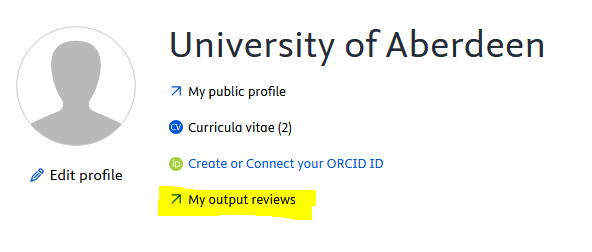 University of Aberdeen
My public profile
CV Curricula vitae (2)
iD Create or Connect your ORCID ID
Edit profile
My output reviews